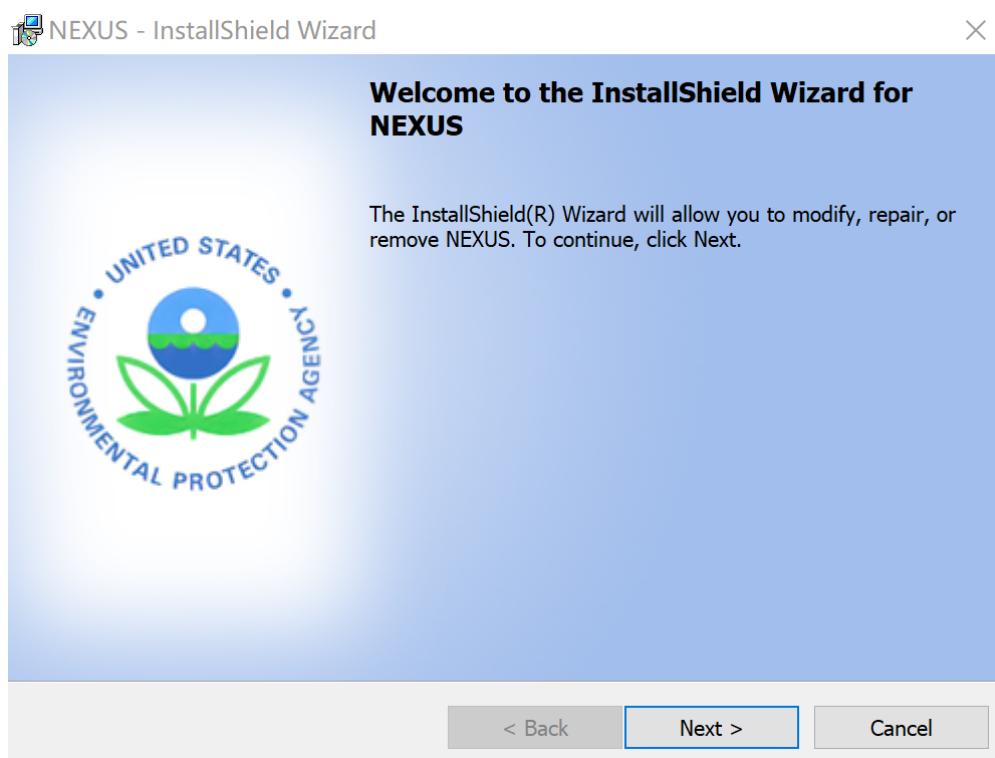 NEXUS - InstallShield Wizard
Welcome to the InstallShield Wizard for
NEXUS
The InstallShield(R) Wizard will allow you to modify, repair, or
remove NEXUS. To continue, click Next.
UNITED STATES
ENVIRONMENTAL PROTECTION AGENCY
< Back
Next >
Cancel